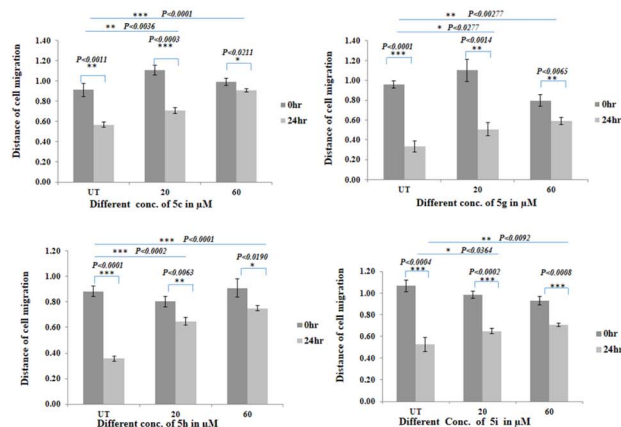 *** P<0.0001
** P<0.0036
P<0.0003
***
P<0.0011
**
P<0.0211
*
Distance of cell migration
1.40
1.20
1.00
0.80
0.60
0.40
0.20
0.00
0hr
24hr
UT 20 60
Different conc. of 5c in µM
** P<0.00277
* P<0.0277
P<0.0014
**
P<0.0001
***
P<0.0065
**
Distance of cell migration
1.40
1.20
1.00
0.80
0.60
0.40
0.20
0.00
0hr
24hr
UT 20 60
Different conc. of 5g in µM
*** P<0.0001
*** P<0.0002
P<0.0001
***
P<0.0063
**
P<0.0190
*
Distance of cell migration
1.20
1.00
0.80
0.60
0.40
0.20
0.00
0hr
24hr
UT 20 60
Different conc. of 5h in µM
** P<0.0092
* P<0.0364
P<0.0004
***
P<0.0002
***
P<0.0008
***
Distance of cell migration
1.20
1.00
0.80
0.60
0.40
0.20
0.00
0hr
24hr
UT 20 60
Different Conc. of 5i in µM